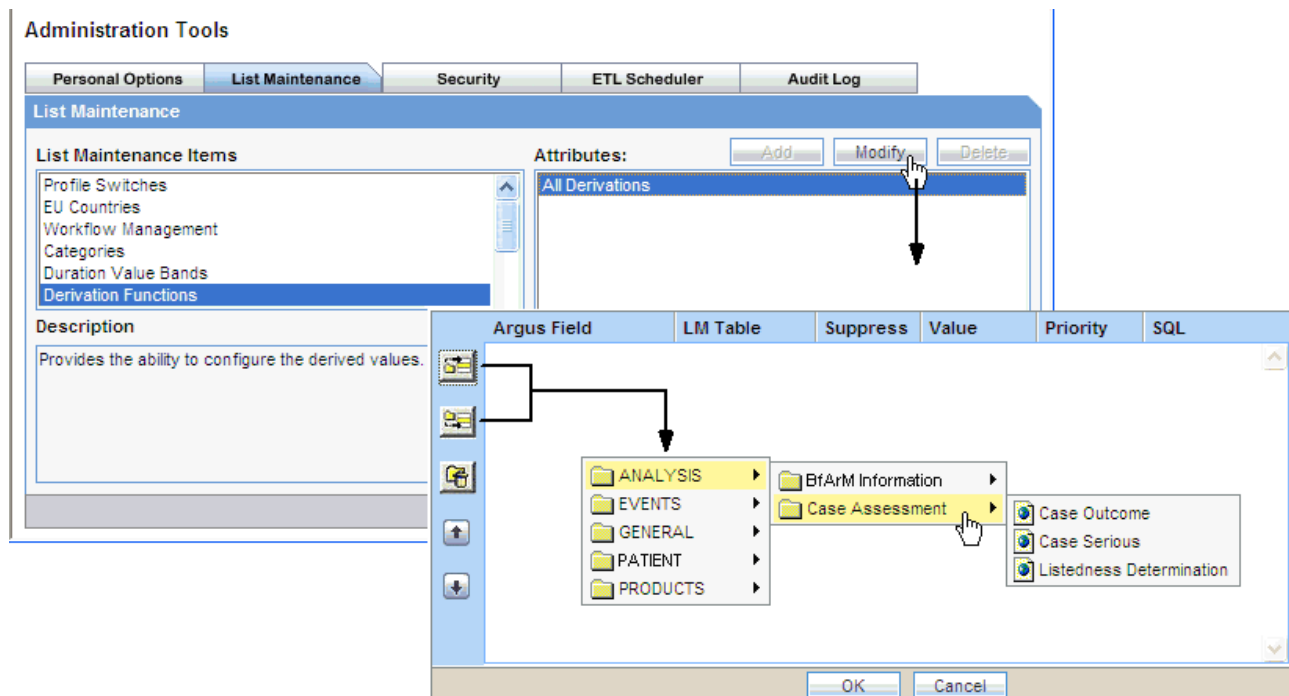 Administration Tools
Personal Options List Maintenance Security ETL Scheduler Audit Log
List Maintenance
List Maintenance Items
Attributes: Add Modify Delete
Profile Switches
EU Countries
Workflow Management
Categories
Duration Value Bands
Derivation Functions
All Derivations
Description
Provides the ability to configure the derived values.
Argus Field LM Table Suppress Value Priority SQL
ANALYSIS
EVENTS
GENERAL
PATIENT
PRODUCTS
BfArM Information
Case Assessment
Case Outcome
Case Serious
Listedness Determination
OK Cancel